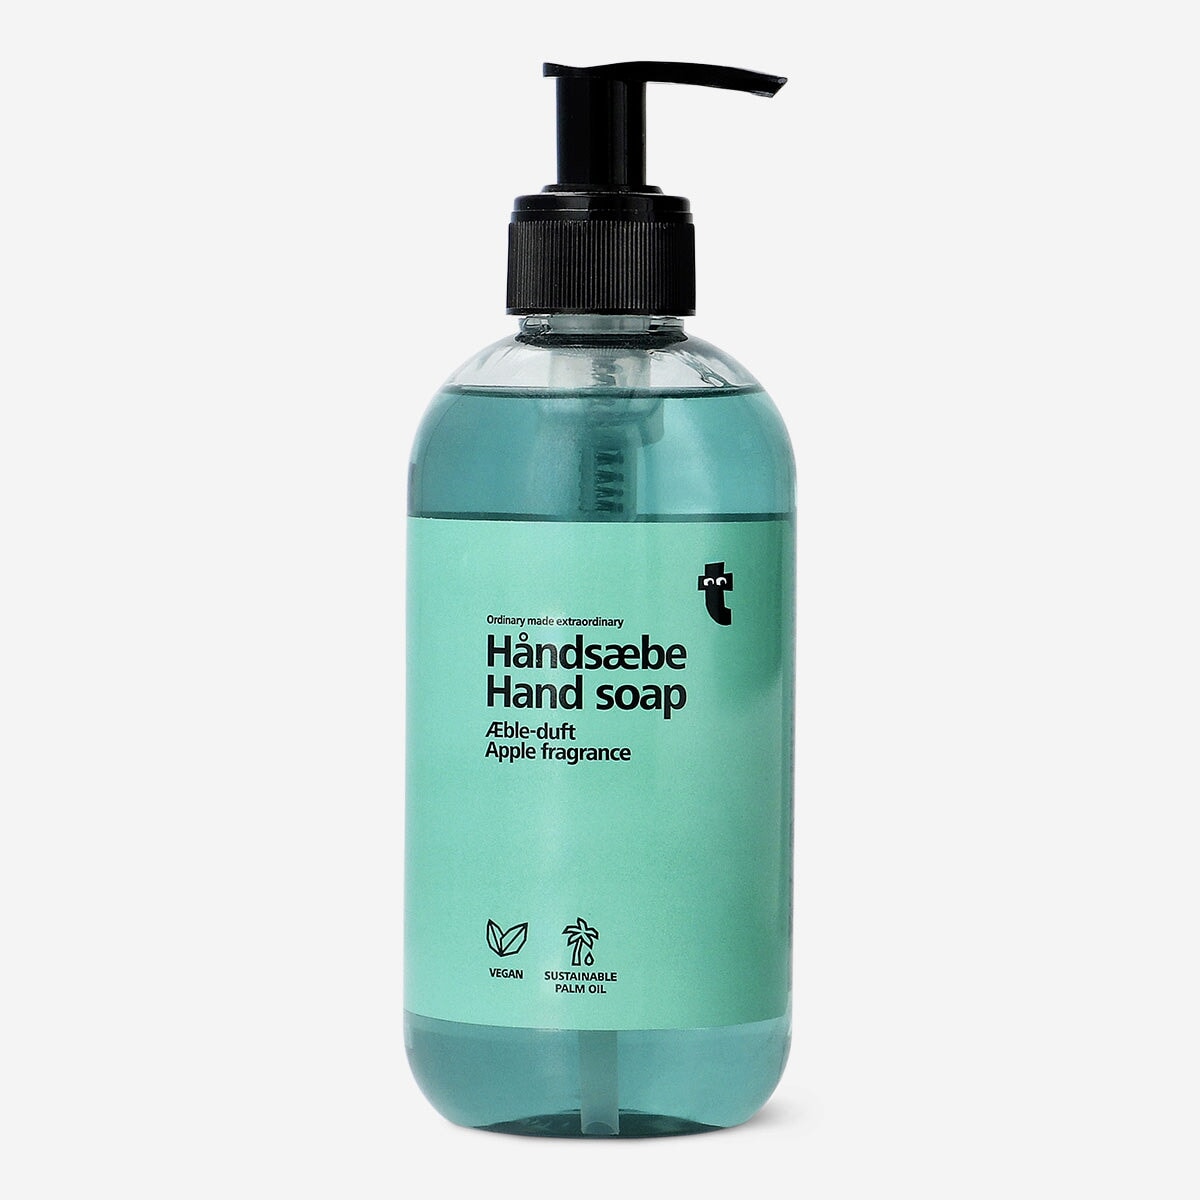 t
Ordinary made extraordinary
Håndsæbe
Hand soap
Æble-duft
Apple fragrance
VEGAN
SUSTAINABLE
PALM OIL